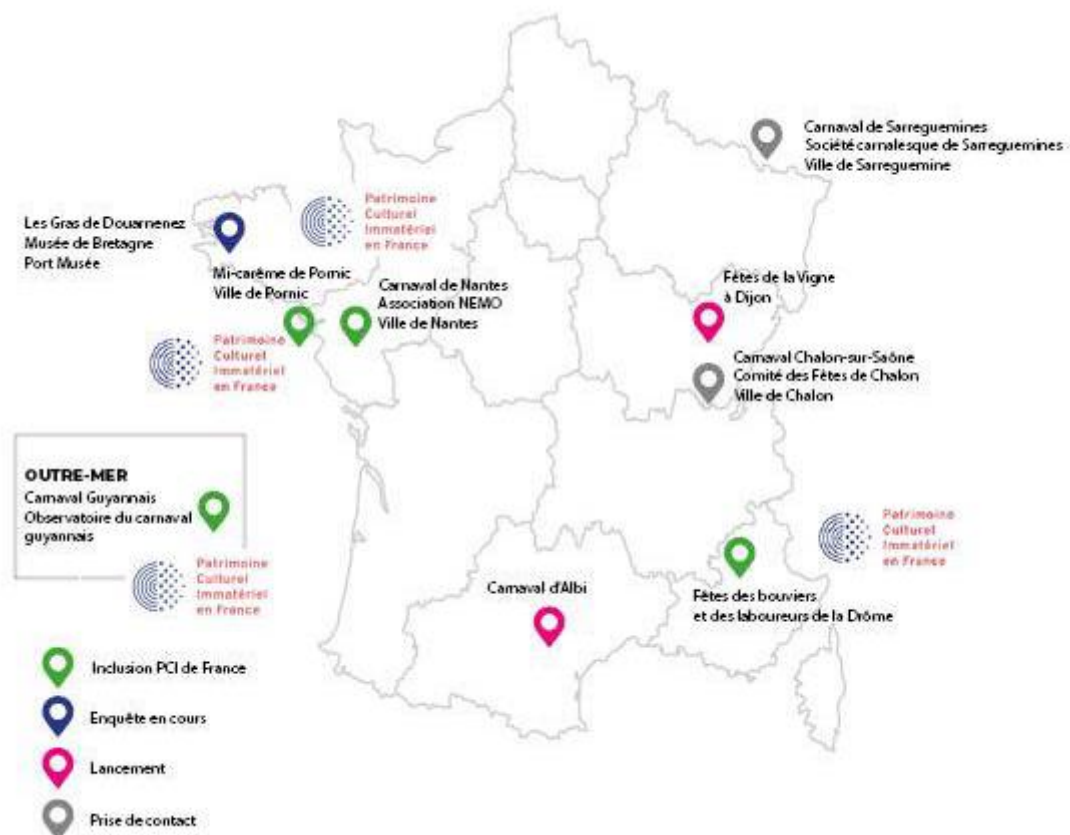 Carnaval de Sarreguemines
Société carnalesque de Sarreguemines
Ville de Sarreguemine
Patrimoine
Culturel
Immatériel
en France
Les Gras de Douarnenez
Musée de Bretagne
Port Musée
Mi-carême de Pornic
Ville de Pornic
Carnaval de Nantes
Association NEMO
Ville de Nantes
Fêtes de la Vigne
à Dijon
Patrimoine
Culturel
Immatériel
en France
Carnaval Chalon-sur-Saône
Comité des Fêtes de Chalon
Ville de Chalon
OUTRE-MER
Carnaval Guyannais
Observatoire du carnaval
guyannais
Patrimoine
Culturel
Immatériel
en France
Patrimoine
Culturel
Immatériel
en France
Carnaval d'Albi
Fêtes des bouviers
et des laboureurs de la Drôme
Inclusion PCI de France
Enquête en cours
Lancement
Prise de contact